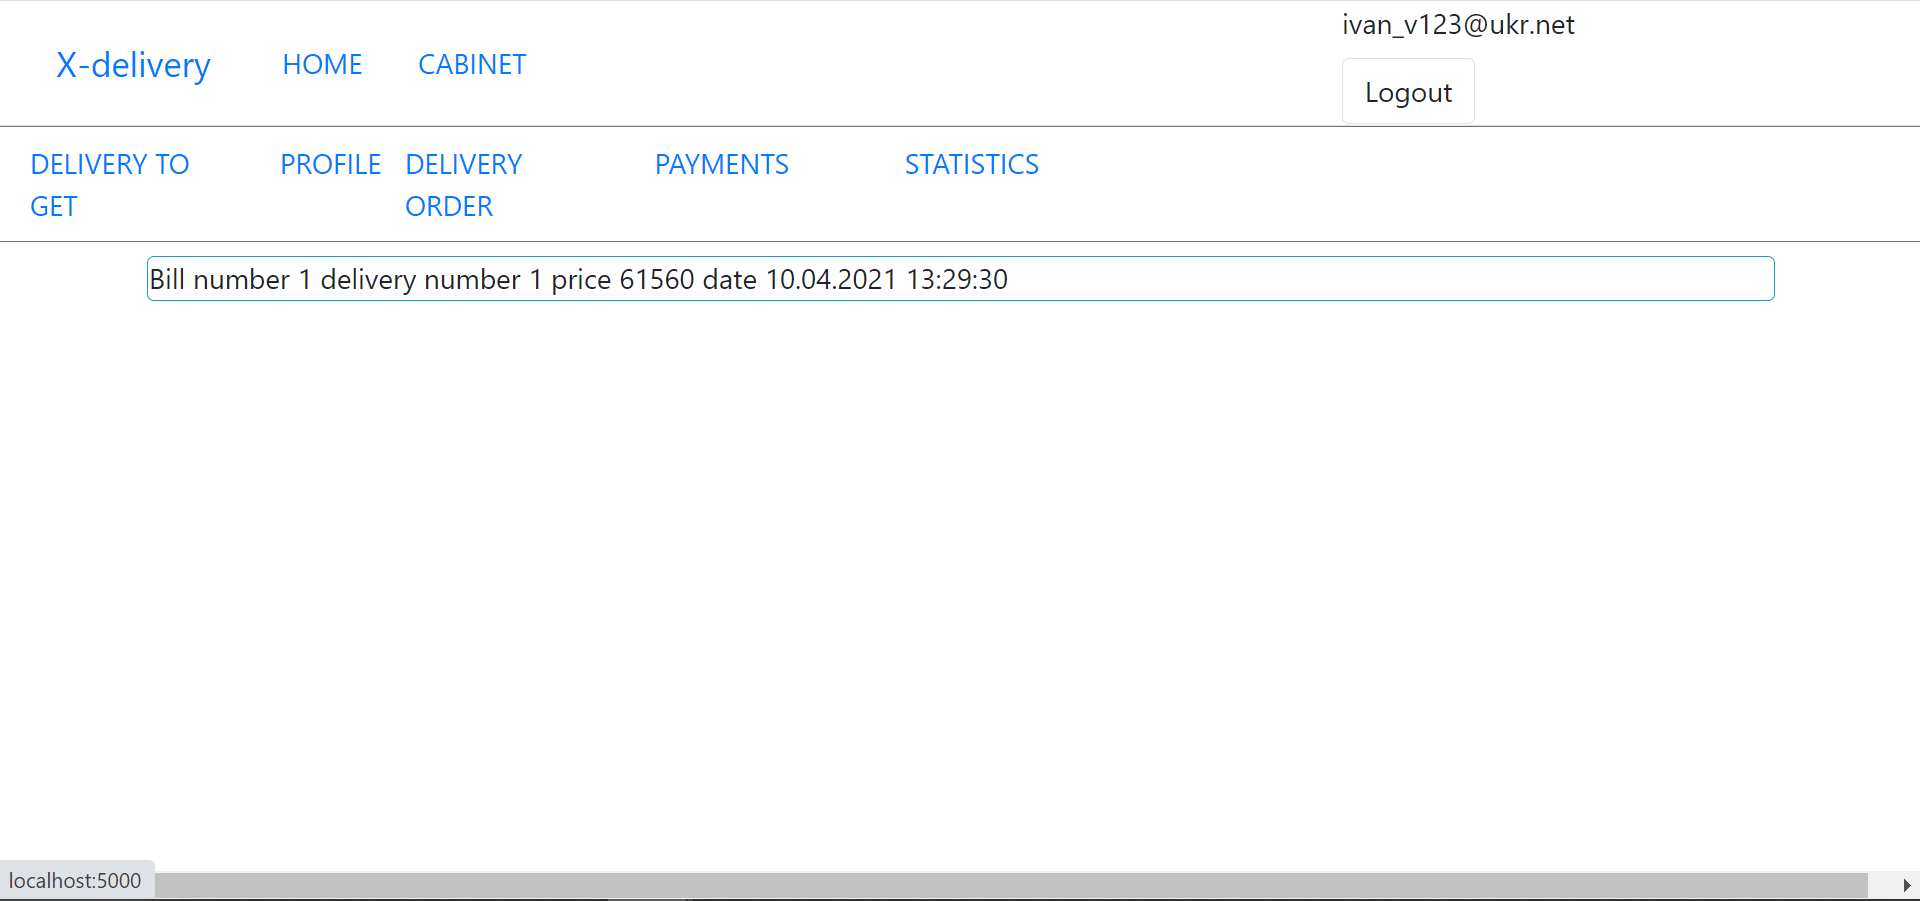 ivan_v123@ukr.net
X-delivery HOME CABINET
Logout
DELIVERY TO GET
PROFILE
DELIVERY ORDER
PAYMENTS
STATISTICS
Bill number 1 delivery number 1 price 61560 date 10.04.2021 13:29:30
localhost:5000